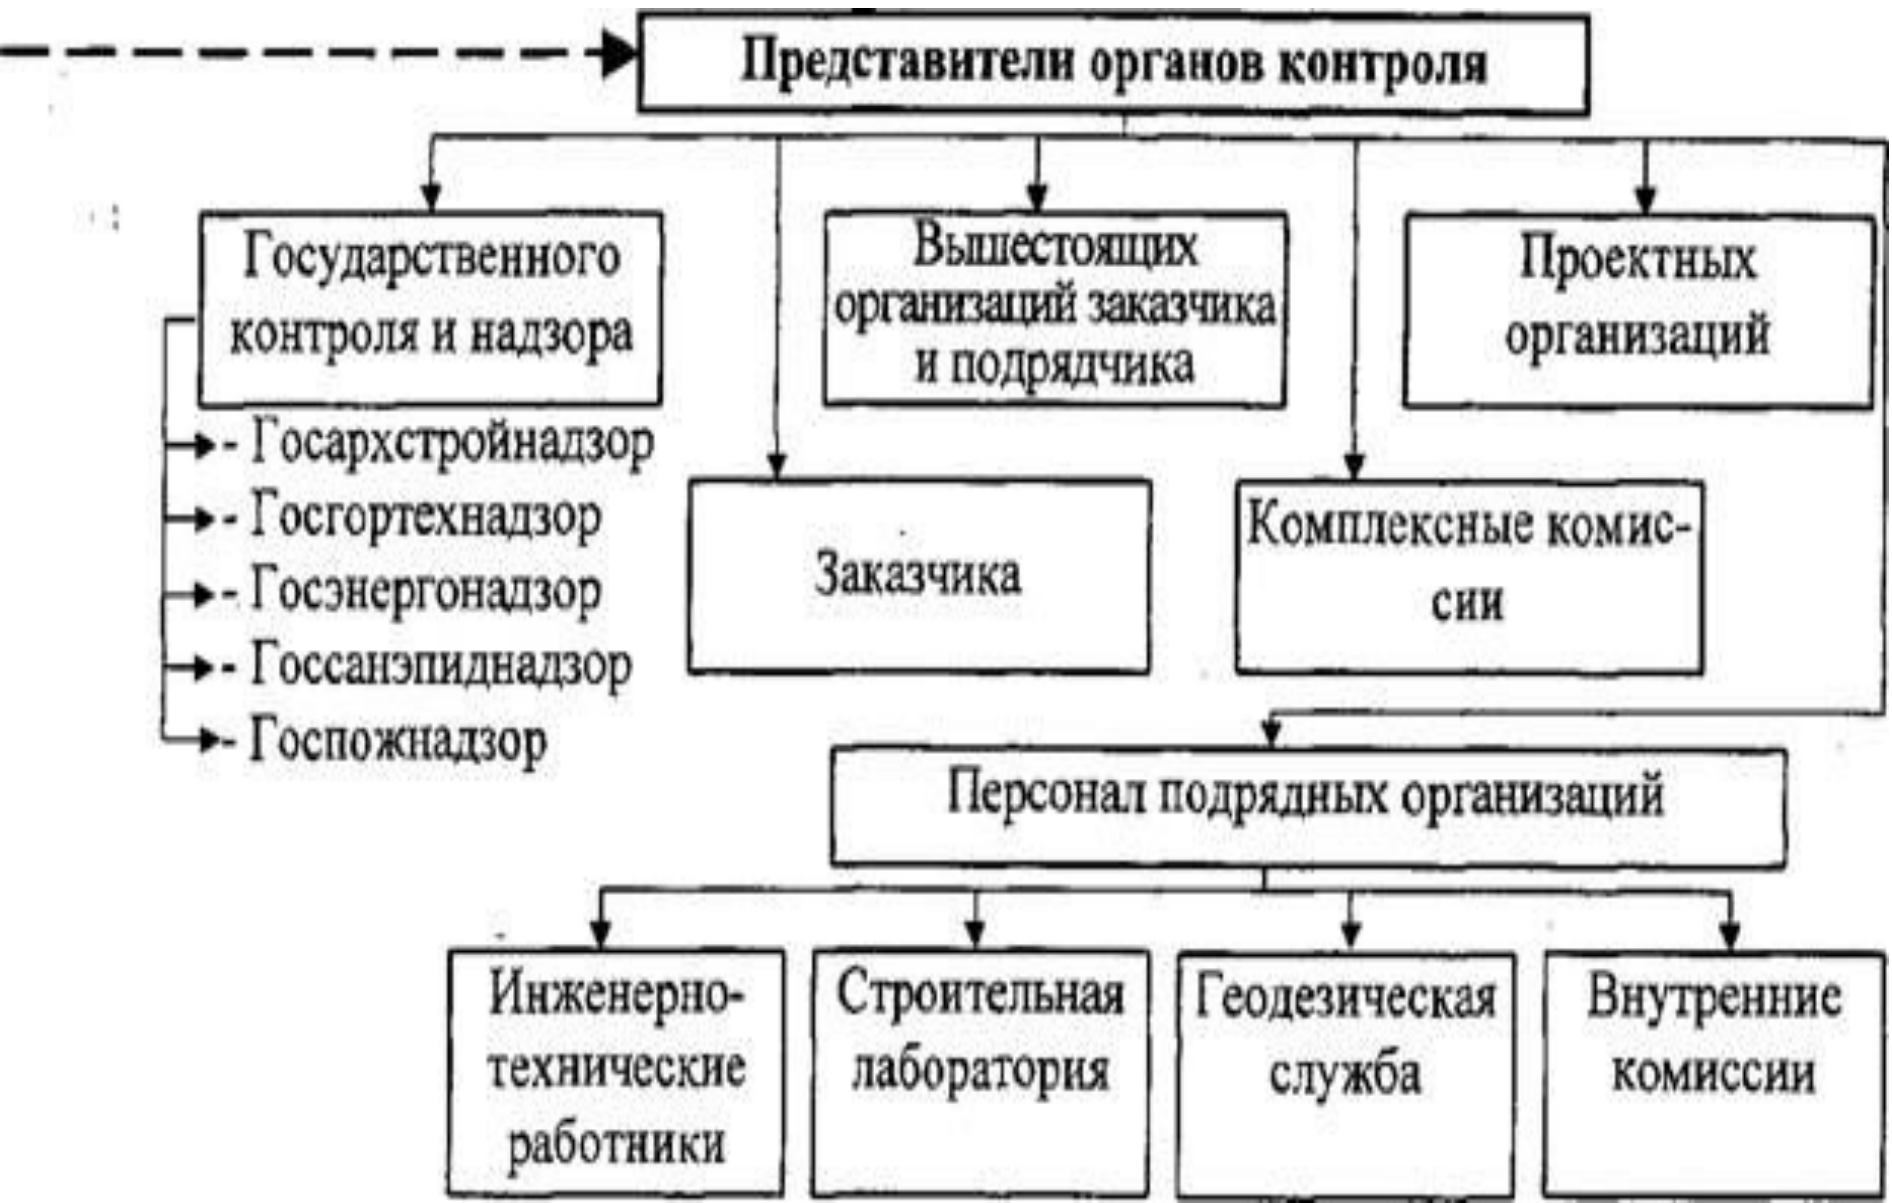 Представители органов контроля
Государственного
контроля и надзора
Вышестоящих
организаций заказчика
и подрядчика
Проектных
организаций
- Госархстройнадзор
- Госгортехнадзор
- Госэнергонадзор
- Госсанэпиднадзор
- Госпожнадзор
Заказчика
Комплексные комис-
сии
Персонал подрядных организаций
Инженерно-
технические
работники
Строительная
лаборатория
Геодезическая
служба
Внутренние
комиссии